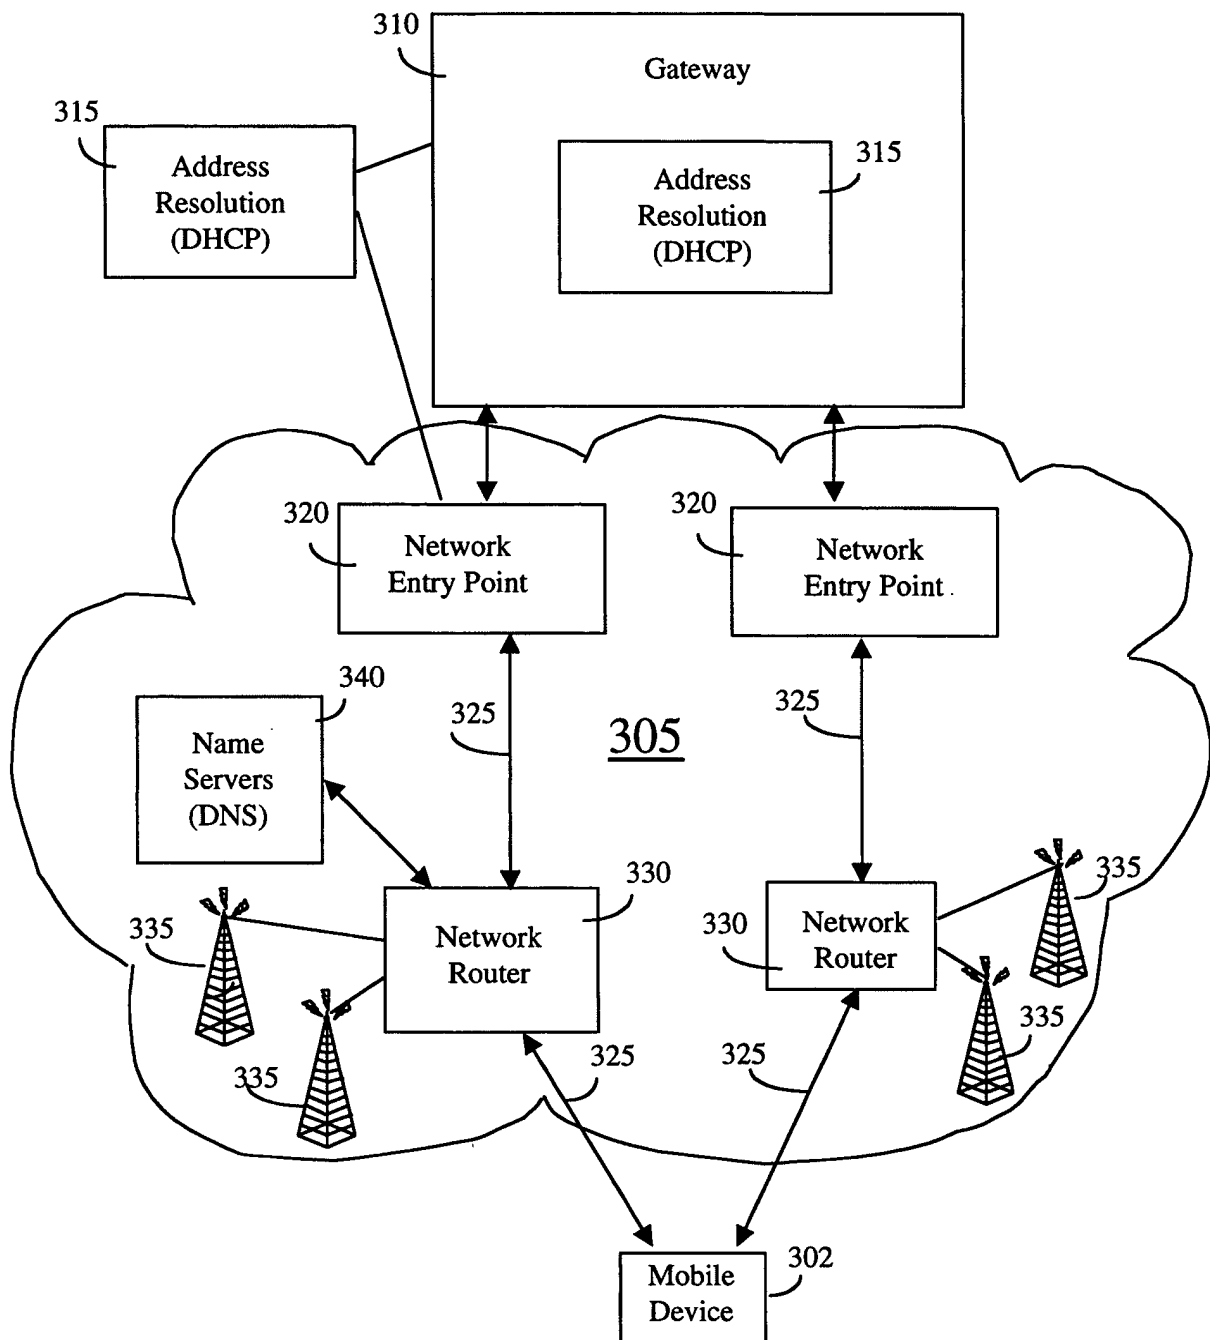 310
Gateway
315
Address
Resolution
(DHCP)
315
Address
Resolution
(DHCP)
320
Network
Entry Point
320
Network
Entry Point
340
Name
Servers
(DNS)
325
305
325
330
Network
Router
335
335
330
Network
Router
335
335
325
325
302
Mobile
Device